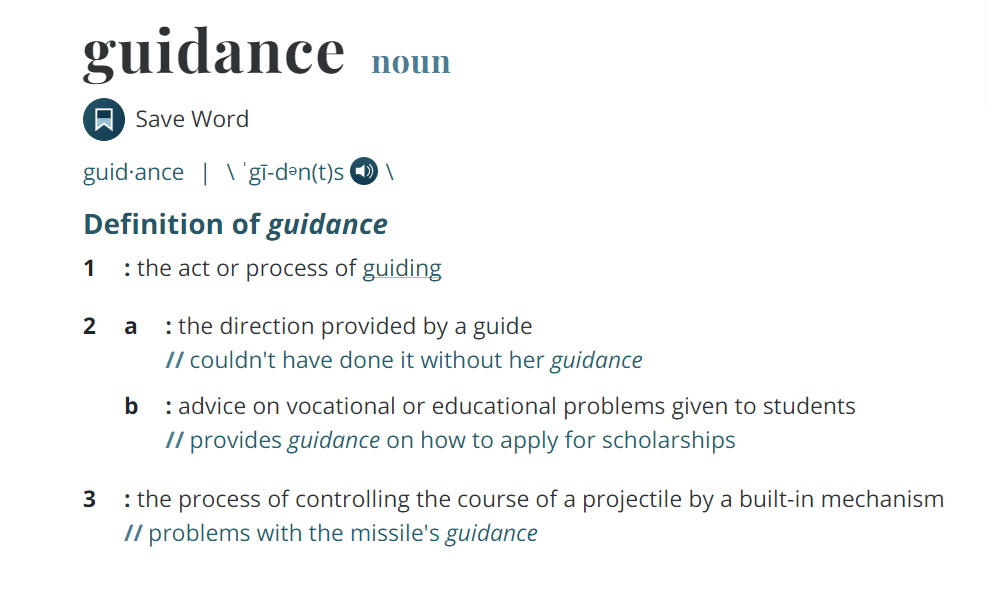 guidance noun
Save Word
guid·ance | \ ˈgī-dᵊn(t)s \
Definition of guidance
1 : the act or process of guiding
2 a : the direction provided by a guide
// couldn't have done it without her guidance
b : advice on vocational or educational problems given to students
// provides guidance on how to apply for scholarships
3 : the process of controlling the course of a projectile by a built-in mechanism
// problems with the missile's guidance